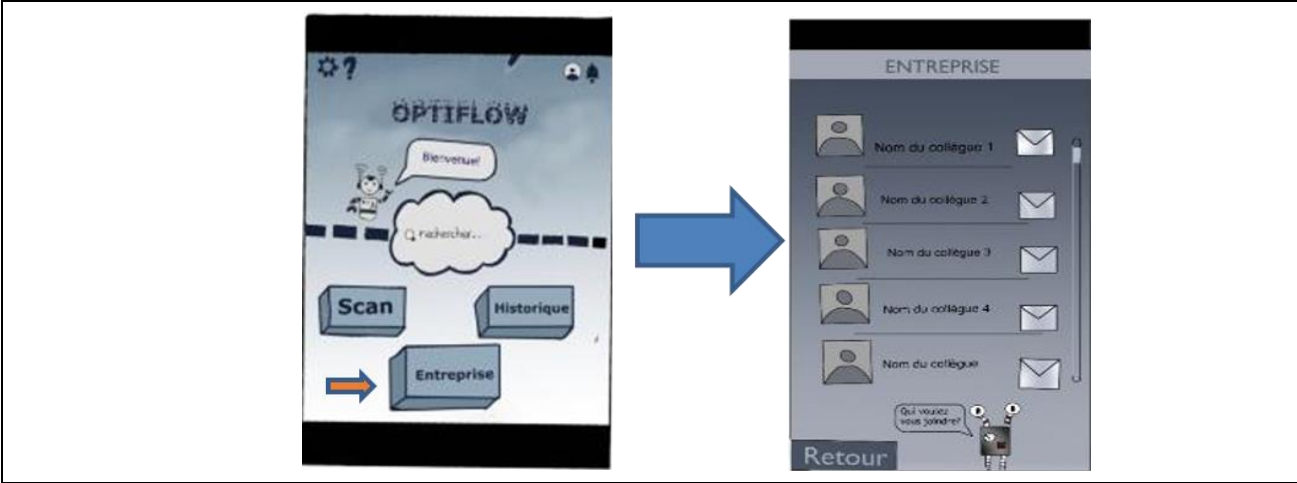 ?
OPTIFLOW
Bienvenue!
rechercher...
Scan
Historique
Entreprise
ENTREPRISE
Nom du collègue 1
Nom du collègue 2
Nom du collègue 3
Nom du collègue 4
Nom du collègue
Qui voulez
vous joindre?
Retour